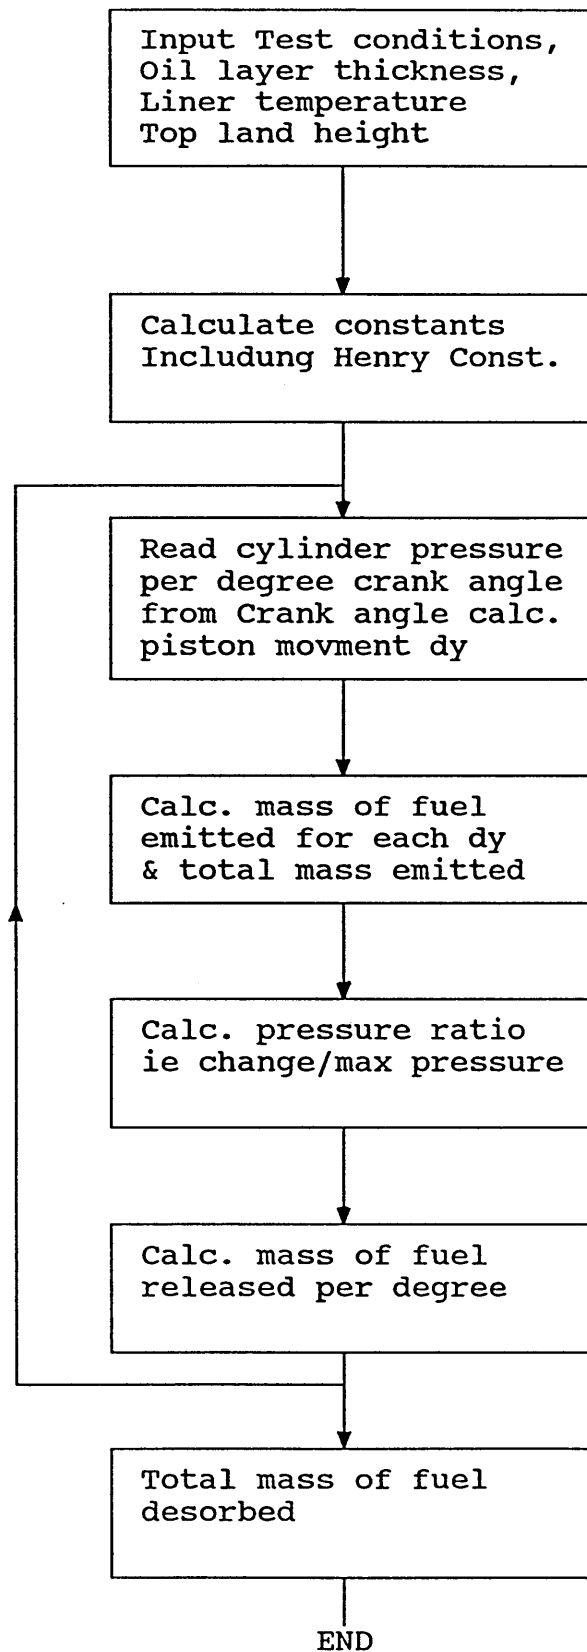 Input Test conditions,
Oil layer thickness,
Liner temperature
Top land height
Calculate constants
Includung Henry Const.
Read cylinder pressure
per degree crank angle
from Crank angle calc.
piston movment dy
Calc. mass of fuel
emitted for each dy
& total mass emitted
Calc. pressure ratio
ie change/max pressure
Calc. mass of fuel
released per degree
Total mass of fuel
desorbed
END